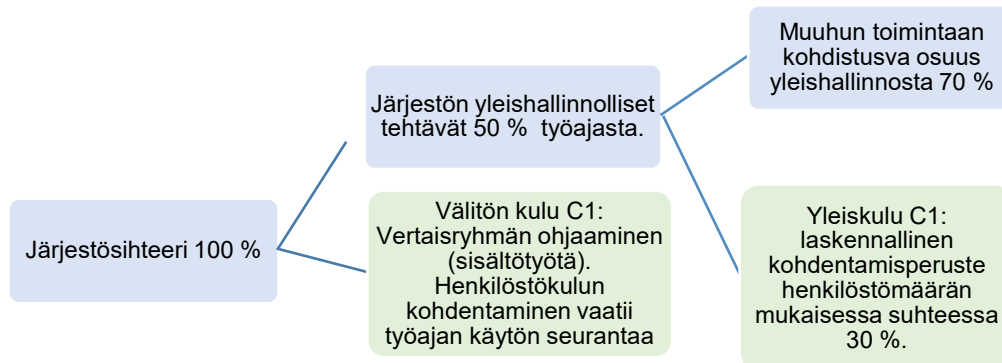 Järjestösihteeri 100 %
Järjestön yleishallinnolliset
tehtävät 50 % työajasta.
Välitön kulu C1:
Vertaisryhmän ohjaaminen
(sisältötyötä).
Henkilöstökulun
kohdentaminen vaatii
työajan käytön seurantaa
Muuhun toimintaan
kohdistusva osuus
yleishallinnosta 70 %
Yleiskulu C1:
laskennallinen
kohdentamisperuste
henkilöstömäärän
mukaisessa suhteessa
30 %.